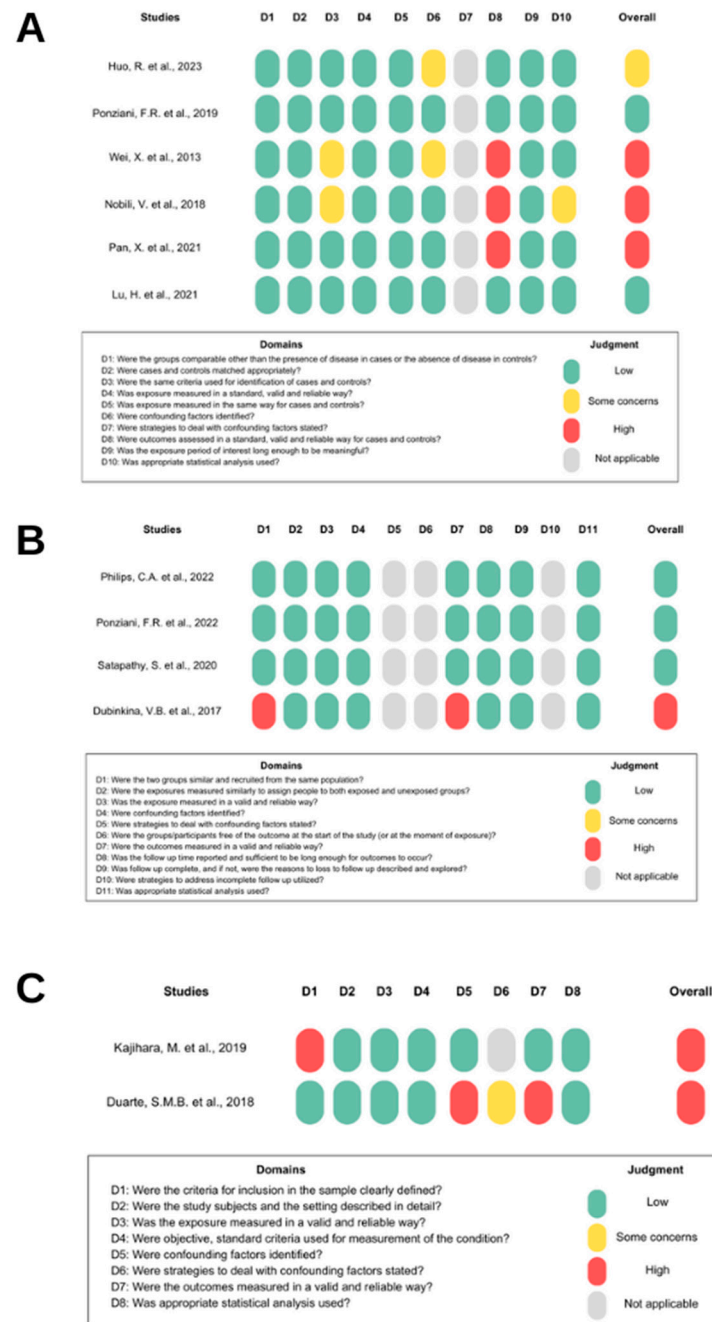 A
Studies D1 D2 D3 D4 D5 D6 D7 D8 D9 D10 Overall
Huo, R. et al., 2023
Ponziani, F.R. et al., 2019
Wei, X. et al., 2013
Nobili, V. et al., 2018
Pan, X. et al., 2021
Lu, H. et al., 2021
Domains
D1: Were the groups comparable other than the presence of disease in cases or the absence of disease in controls?
D2: Were cases and controls matched appropriately?
D3: Were the same criteria used for identification of cases and controls?
D4: Was exposure measured in a standard, valid and reliable way?
D5: Was exposure measured in the same way for cases and controls?
D6: Were confounding factors identified?
D7: Were strategies to deal with confounding factors stated?
D8: Were outcomes assessed in a standard, valid and reliable way for cases and controls?
D9: Was the exposure period of interest long enough to be meaningful?
D10: Was appropriate statistical analysis used?
Judgment
Low
Some concerns
High
Not applicable
B
Studies D1 D2 D3 D4 D5 D6 D7 D8 D9 D10 D11 Overall
Philips, C.A. et al., 2022
Ponziani, F.R. et al., 2022
Satapathy, S. et al., 2020
Dubinkina, V.B. et al., 2017
Domains
D1: Were the two groups similar and recruited from the same population?
D2: Were the exposures measured similarly to assign people to both exposed and unexposed groups?
D3: Was the exposure measured in a valid and reliable way?
D4: Were confounding factors identified?
D5: Were strategies to deal with confounding factors stated?
D6: Were the groups/participants free of the outcome at the start of the study (or at the moment of exposure)?
D7: Were the outcomes measured in a valid and reliable way?
D8: Was the follow up time reported and sufficient to be long enough for outcomes to occur?
D9: Was follow up complete, and if not, were the reasons to loss to follow up described and explored?
D10: Were strategies to address incomplete follow up utilized?
D11: Was appropriate statistical analysis used?
Judgment
Low
Some concerns
High
Not applicable
C
Studies D1 D2 D3 D4 D5 D6 D7 D8 Overall
Kajihara, M. et al., 2019
Duarte, S.M.B. et al., 2018
Domains
D1: Were the criteria for inclusion in the sample clearly defined?
D2: Were the study subjects and the setting described in detail?
D3: Was the exposure measured in a valid and reliable way?
D4: Were objective, standard criteria used for measurement of the condition?
D5: Were confounding factors identified?
D6: Were strategies to deal with confounding factors stated?
D7: Were the outcomes measured in a valid and reliable way?
D8: Was appropriate statistical analysis used?
Judgment
Low
Some concerns
High
Not applicable